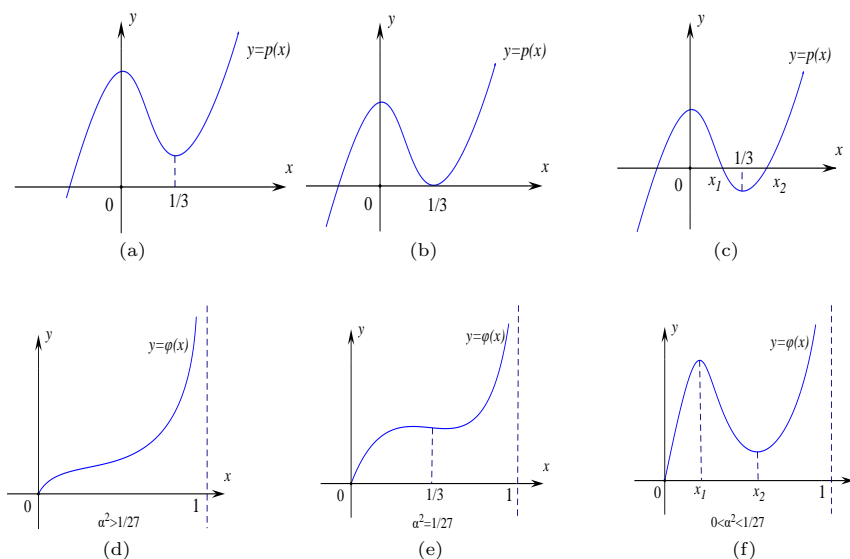 y
y=p(x)
x
0
1/3
(a)
y
y=p(x)
x
0
1/3
(b)
y
y=p(x)
x
1/3
0
x₁
x₂
(c)
y
y=φ(x)
x
0
1
α²>1/27
(d)
y
y=φ(x)
x
0
1/3
1
α²=1/27
(e)
y
y=φ(x)
x
0
x₁
x₂
1
0<α²<1/27
(f)